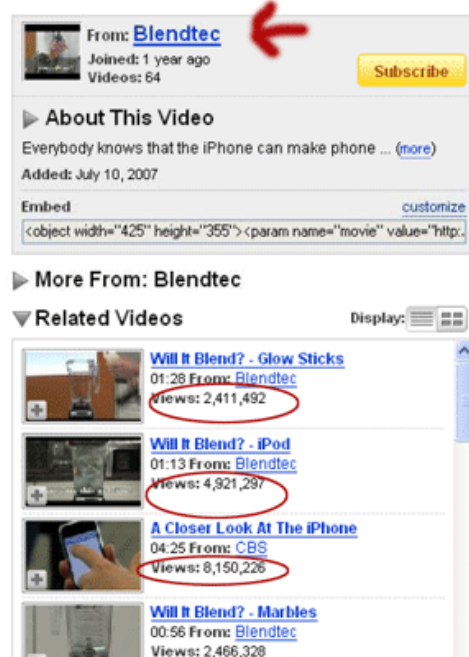 From: Blendtec
Joined: 1 year ago
Videos: 64
Subscribe
About This Video
Everybody knows that the iPhone can make phone ... (more)
Added: July 10, 2007
Embed
customize
<object width="425" height="355"><param name="movie" value="http:.
More From: Blendtec
Related Videos
Display:
Will It Blend? - Glow Sticks
01:28 From: Blendtec
Views: 2,411,492
Will It Blend? - iPod
01:13 From: Blendtec
Views: 4,921,297
A Closer Look At The iPhone
04:25 From: CBS
Views: 8,150,226
Will It Blend? - Marbles
00:56 From: Blendtec
Views: 2,466,328